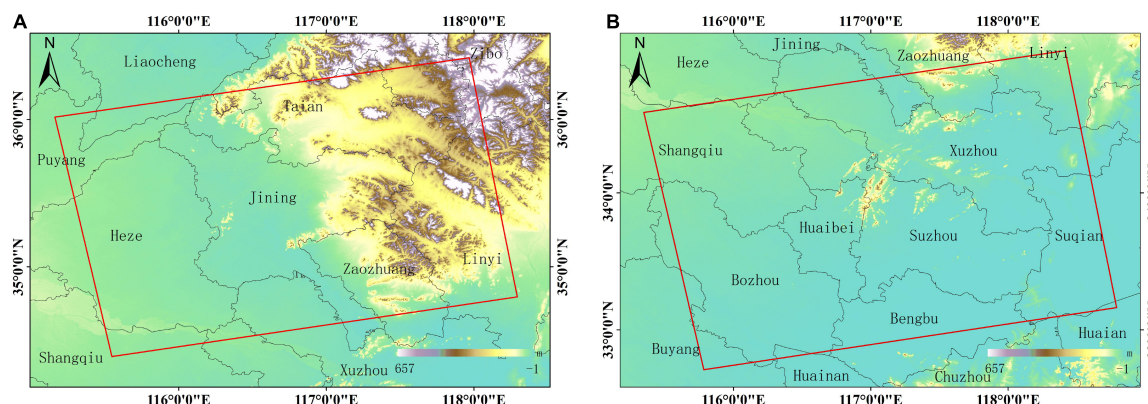 A
116°0'0"E
117°0'0"E
118°0'0"E
N
Liaocheng
Zibo
Taian
36°0'0"N
Puyang
Jining
Heze
35°0'0"N
Zaozhuang
Linyi
Shangqiu
Xuzhou
657
m
-1
116°0'0"E
117°0'0"E
118°0'0"E
B
116°0'0"E
117°0'0"E
118°0'0"E
N
Jining
Heze
Zaozhuang
Linyi
Shangqiu
Xuzhou
34°0'0"N
Huaibei
Suzhou
Suqian
Bozhou
Bengbu
33°0'0"N
Huaian
Buyang
Huainan
Chuzhou
657
m
-1
116°0'0"E
117°0'0"E
118°0'0"E
36°0'0"N
35°0'0"N
34°0'0"N
33°0'0"N